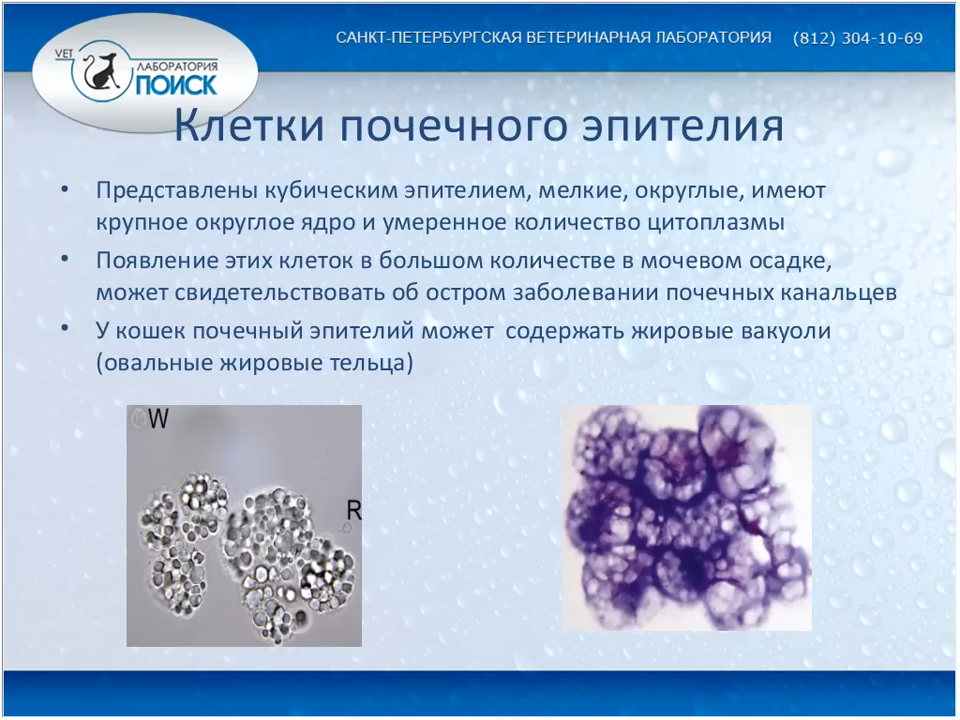 САНКТ-ПЕТЕРБУРГСКАЯ ВЕТЕРИНАРНАЯ ЛАБОРАТОРИЯ (812) 304-10-69
VET
ЛАБОРАТОРИЯ
ПОИСК
Клетки почечного эпителия
• Представлены кубическим эпителием, мелкие, округлые, имеют
крупное округлое ядро и умеренное количество цитоплазмы
• Появление этих клеток в большом количестве в мочевом осадке,
может свидетельствовать об остром заболевании почечных канальцев
• У кошек почечный эпителий может содержать жировые вакуоли
(овальные жировые тельца)
W
R